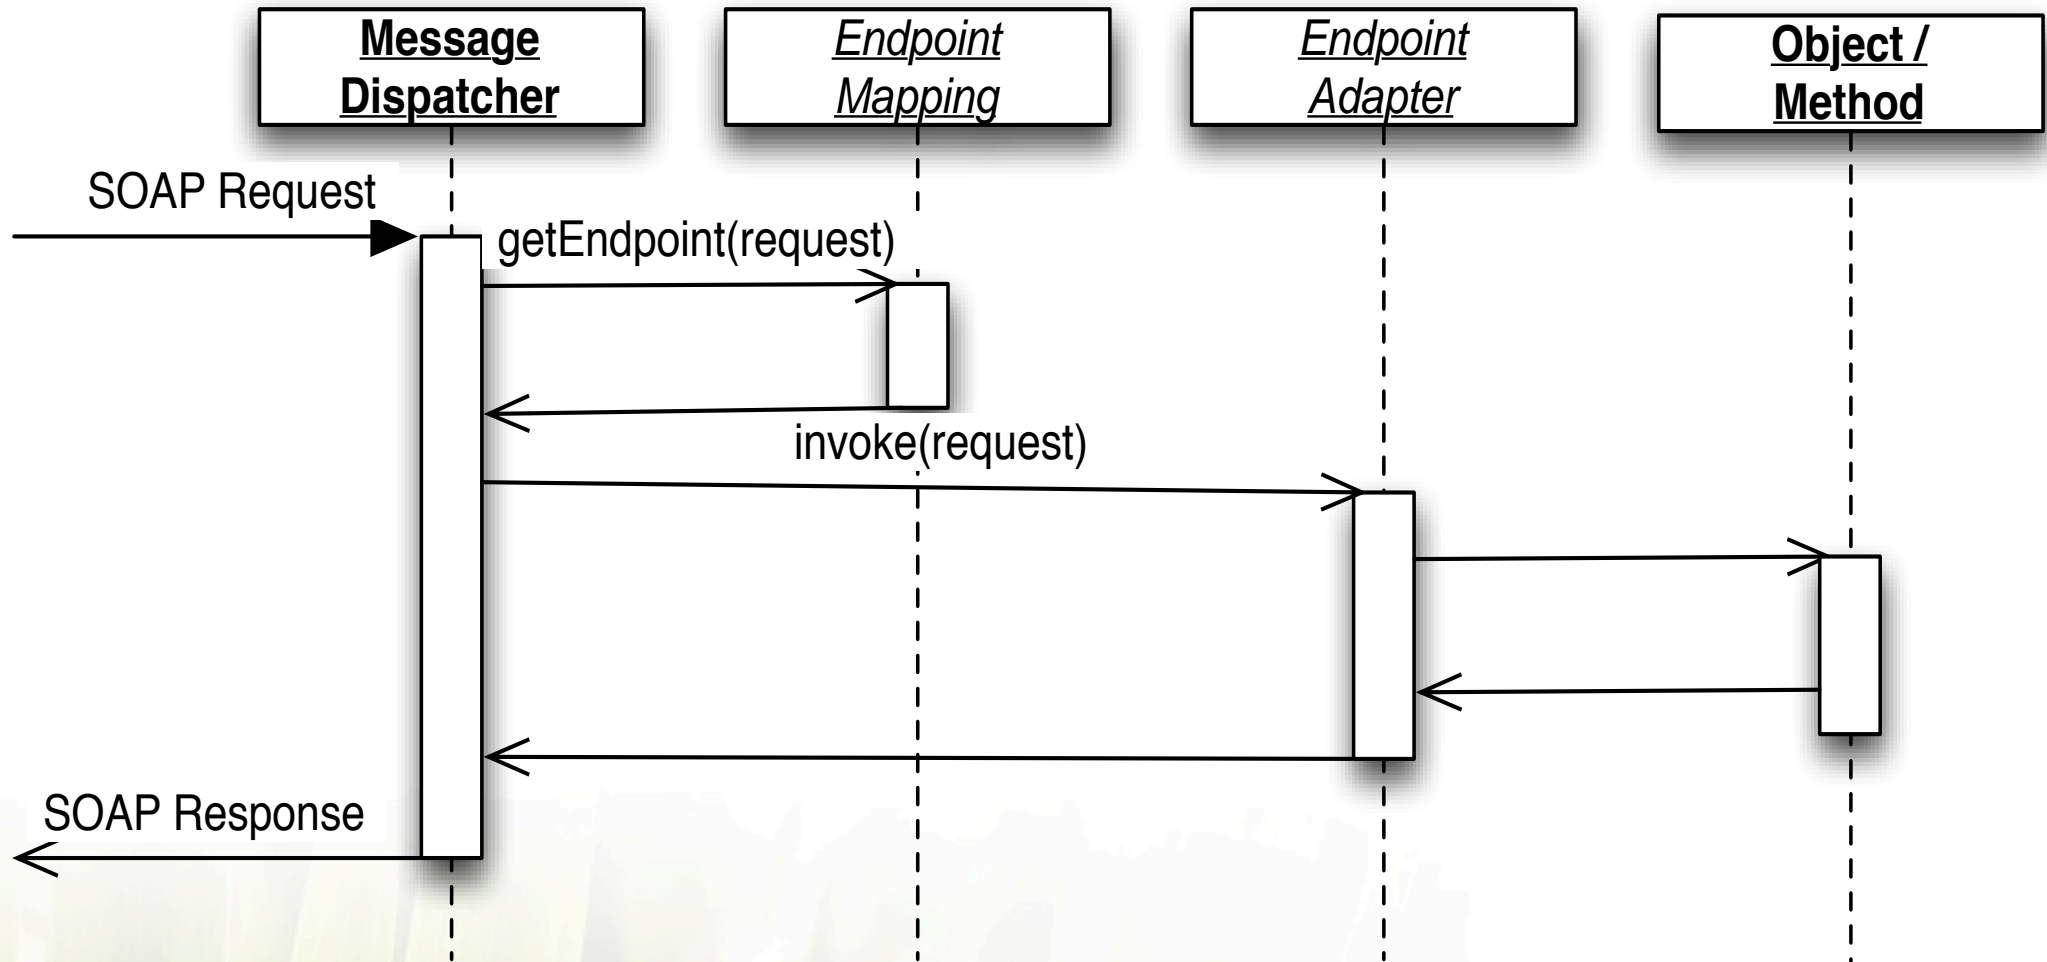 Message
Dispatcher
Endpoint
Mapping
Endpoint
Adapter
Object /
Method
SOAP Request
getEndpoint(request)
invoke(request)
SOAP Response